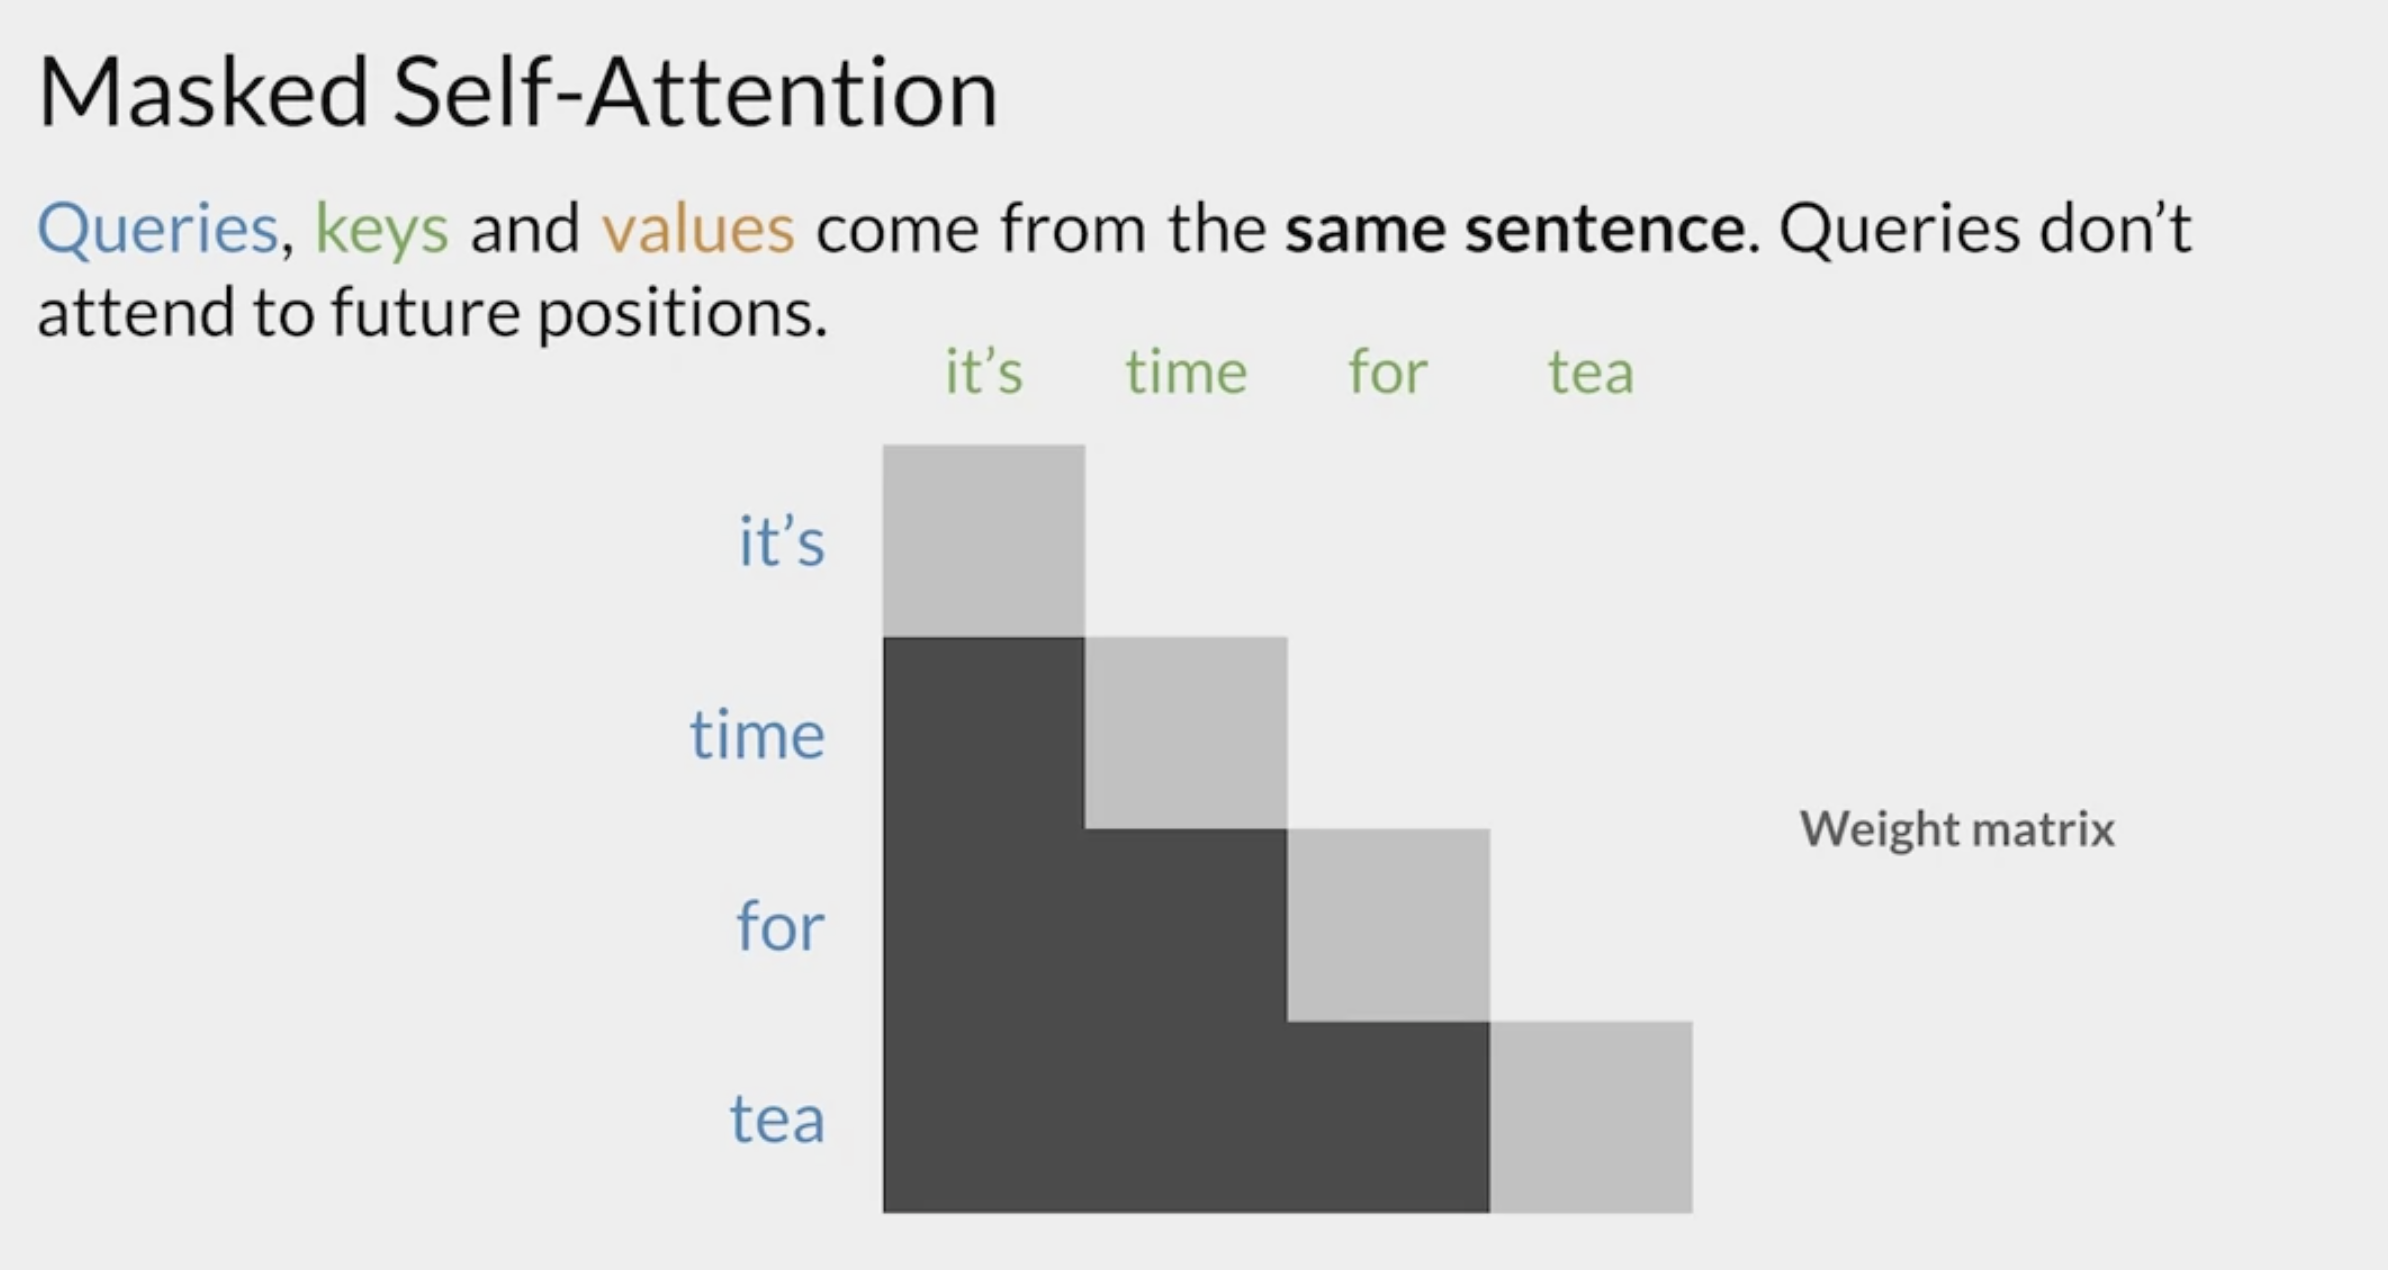 Masked Self-Attention
Queries, keys and values come from the same sentence. Queries don’t
attend to future positions.
it’s time for tea
it’s
time
for
Weight matrix
tea